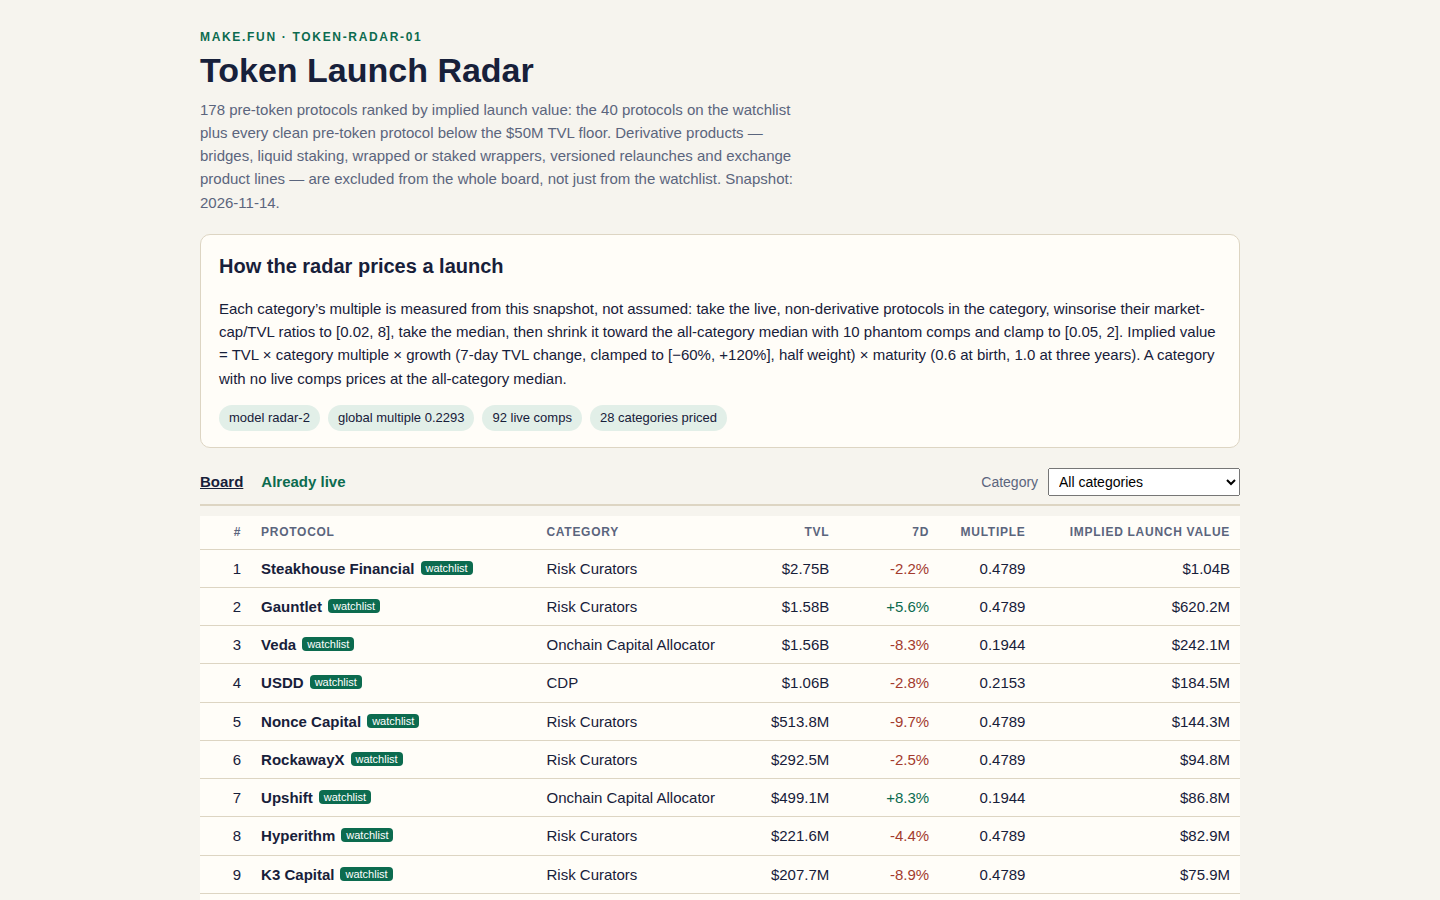 MAKE.FUN · TOKEN-RADAR-01
Token Launch Radar
178 pre-token protocols ranked by implied launch value: the 40 protocols on the watchlist
plus every clean pre-token protocol below the $50M TVL floor. Derivative products —
bridges, liquid staking, wrapped or staked wrappers, versioned relaunches and exchange
product lines — are excluded from the whole board, not just from the watchlist. Snapshot:
2026-11-14.
How the radar prices a launch
Each category’s multiple is measured from this snapshot, not assumed: take the live, non-derivative protocols in the category, winsorise their market-
cap/TVL ratios to [0.02, 8], take the median, then shrink it toward the all-category median with 10 phantom comps and clamp to [0.05, 2]. Implied value
= TVL × category multiple × growth (7-day TVL change, clamped to [−60%, +120%], half weight) × maturity (0.6 at birth, 1.0 at three years). A category
with no live comps prices at the all-category median.
model radar-2 global multiple 0.2293 92 live comps 28 categories priced
Board Already live Category All categories
# PROTOCOL CATEGORY TVL 7D MULTIPLE IMPLIED LAUNCH VALUE
1 Steakhouse Financial watchlist Risk Curators $2.75B -2.2% 0.4789 $1.04B
2 Gauntlet watchlist Risk Curators $1.58B +5.6% 0.4789 $620.2M
3 Veda watchlist Onchain Capital Allocator $1.56B -8.3% 0.1944 $242.1M
4 USDD watchlist CDP $1.06B -2.8% 0.2153 $184.5M
5 Nonce Capital watchlist Risk Curators $513.8M -9.7% 0.4789 $144.3M
6 RockawayX watchlist Risk Curators $292.5M -2.5% 0.4789 $94.8M
7 Upshift watchlist Onchain Capital Allocator $499.1M +8.3% 0.1944 $86.8M
8 Hyperithm watchlist Risk Curators $221.6M -4.4% 0.4789 $82.9M
9 K3 Capital watchlist Risk Curators $207.7M -8.9% 0.4789 $75.9M